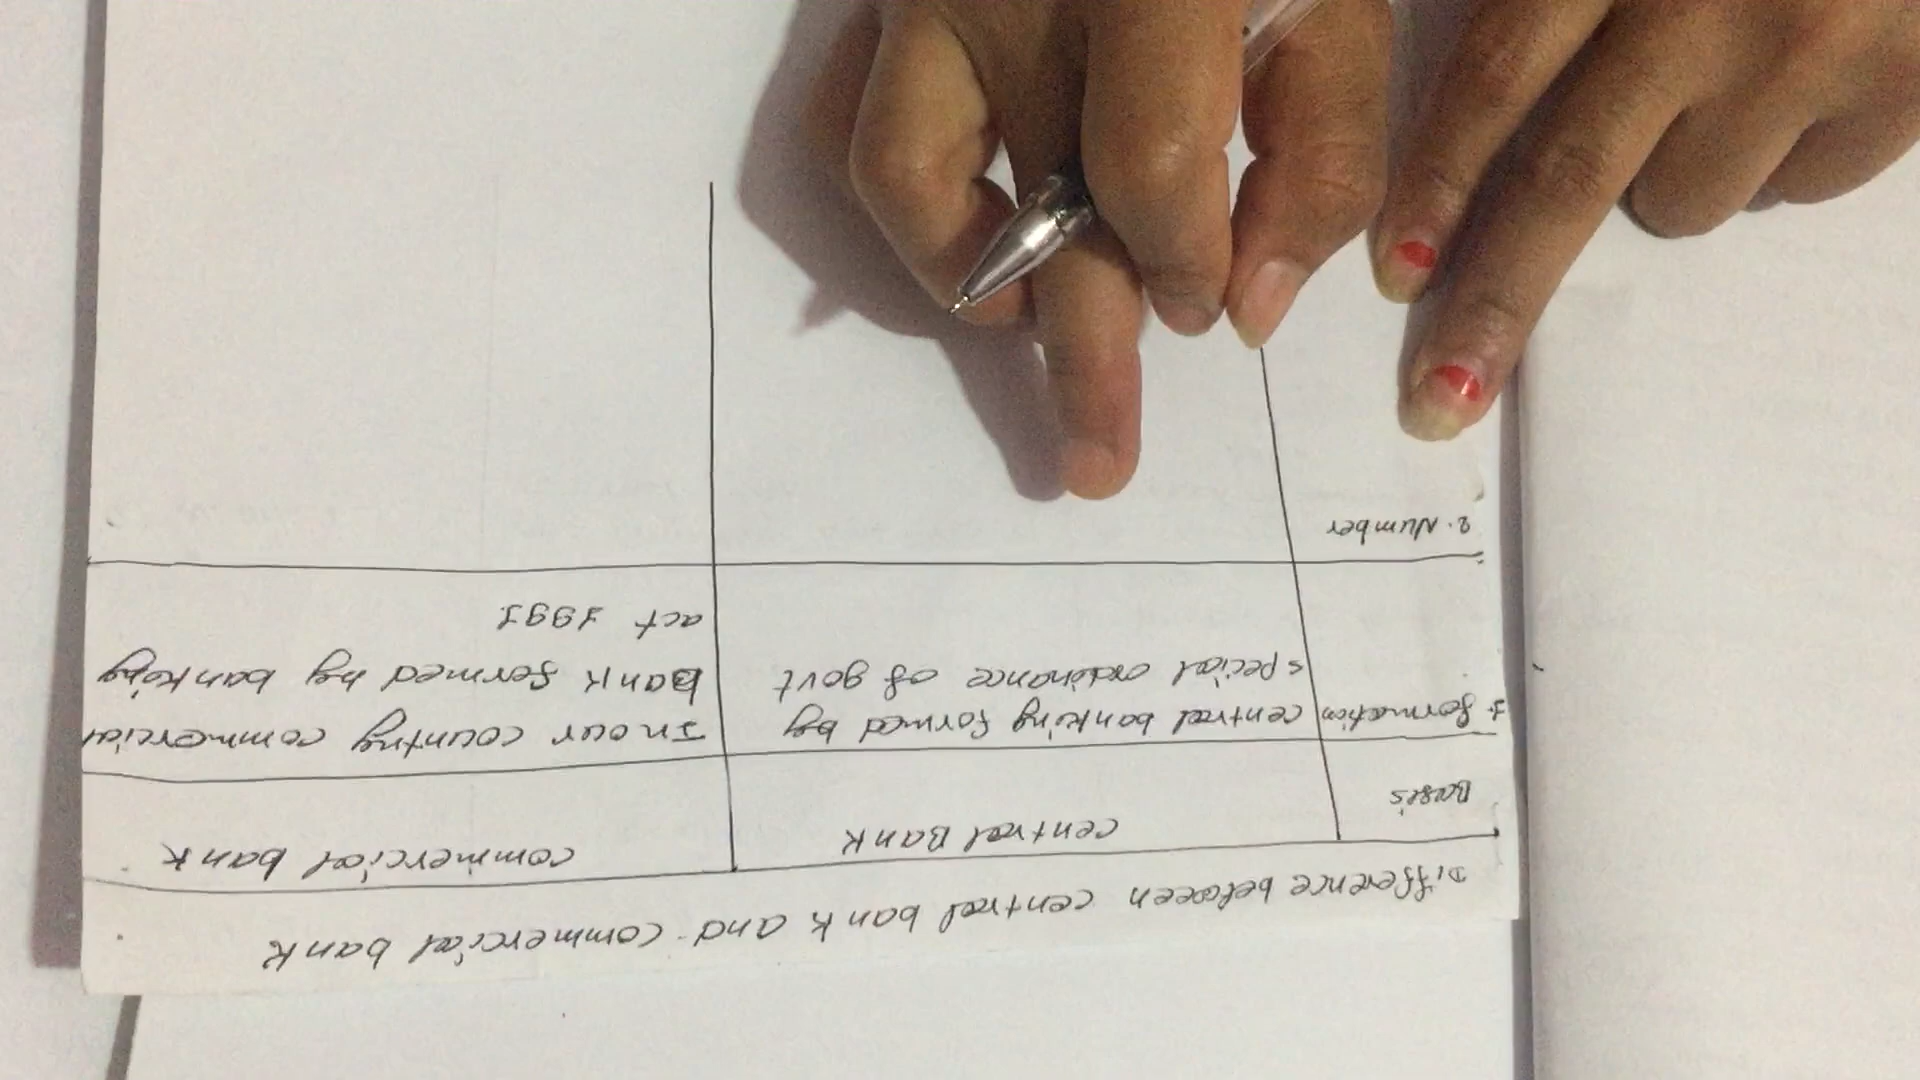 Difference between central bank and commercial bank
Basis
central Bank
commercial bank
1. formation
central banking formed by
special ordinance of govt
In our country commercial
bank formed by banking
act 1991
2. Number